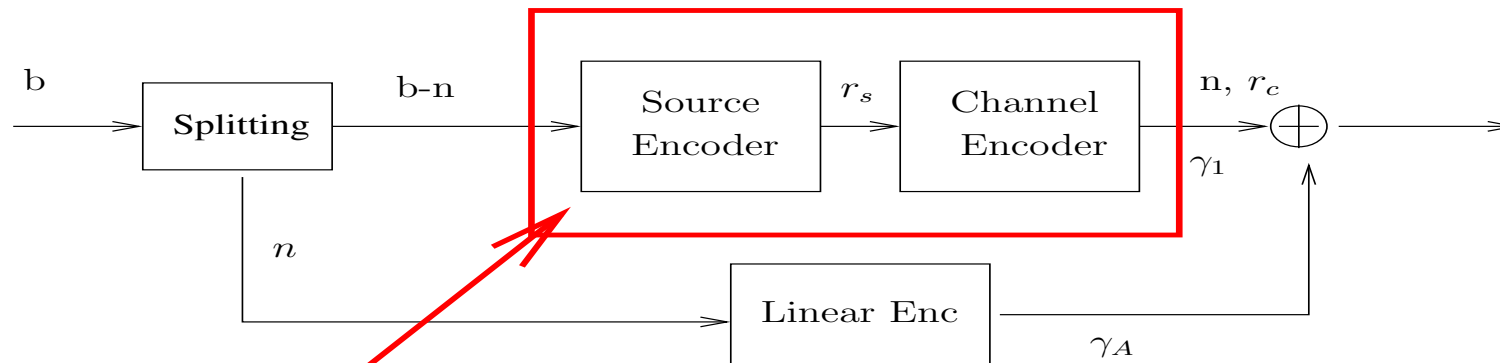 b
Splitting
b-n
Source
Encoder
r_s
Channel
Encoder
n, r_c
γ_1
n
Linear Enc
γ_A